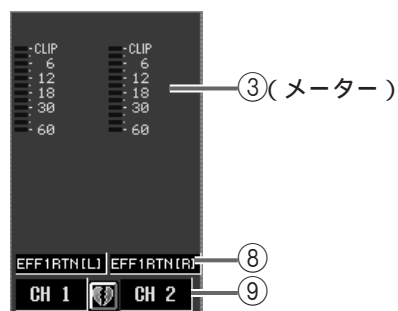 CLIP CLIP
6 6
12 12
18 18 ③(メーター)
30 30
60 60
EFF1RTN[L] EFF1RTN[R] ⑧
CH 1 CH 2 ⑨